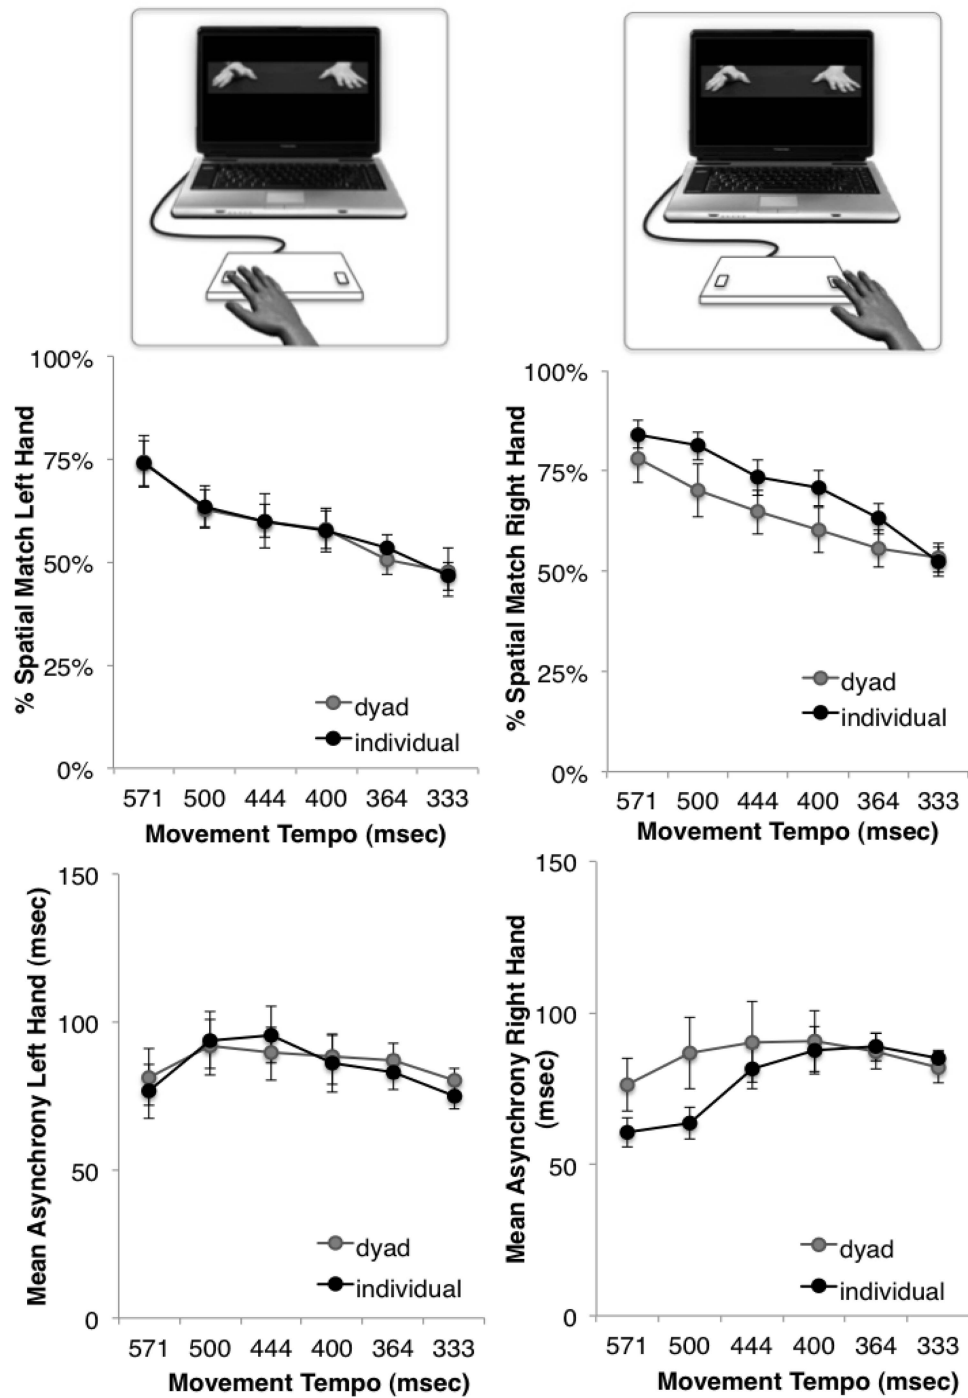 100%
75%
50%
25%
0%
% Spatial Match Left Hand
dyad
individual
571 500 444 400 364 333
Movement Tempo (msec)
100%
75%
50%
25%
0%
% Spatial Match Right Hand
dyad
individual
571 500 444 400 364 333
Movement Tempo (msec)
150
100
50
0
Mean Asynchrony Left Hand (msec)
dyad
individual
571 500 444 400 364 333
Movement Tempo (msec)
150
100
50
0
Mean Asynchrony Right Hand
(msec)
dyad
individual
571 500 444 400 364 333
Movement Tempo (msec)